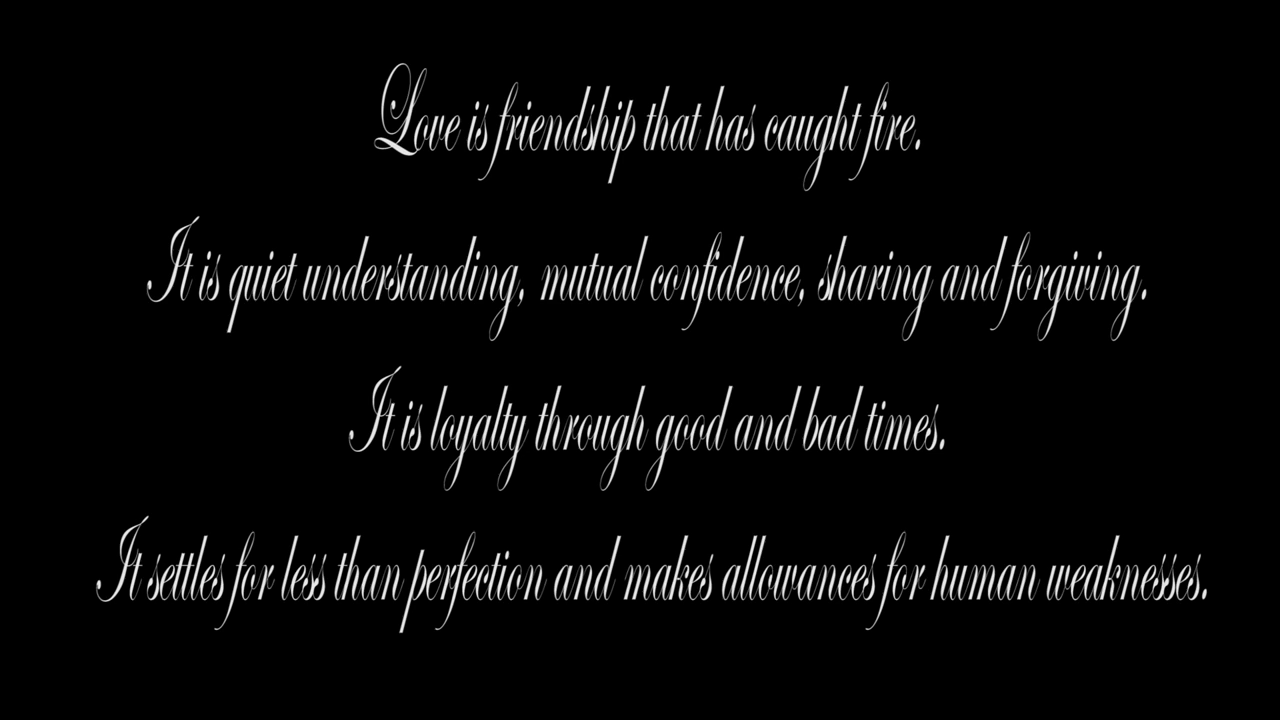 Love is friendship that has caught fire.
It is quiet understanding, mutual confidence, sharing and forgiving.
It is loyalty through good and bad times.
It settles for less than perfection and makes allowances for human weaknesses.